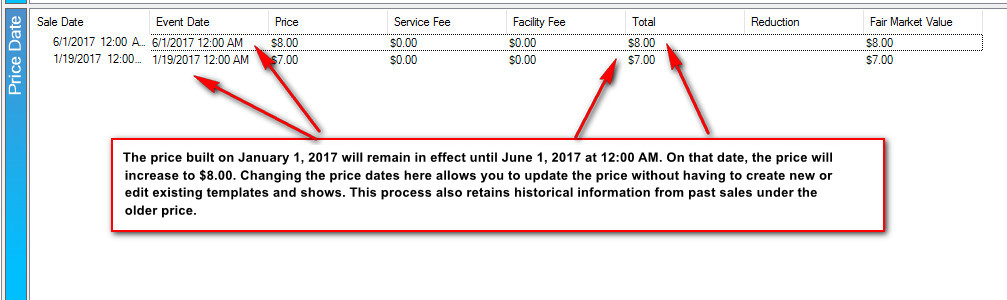 Price Date
Sale Date Event Date Price Service Fee Facility Fee Total Reduction Fair Market Value
6/1/2017 12:00 A... 6/1/2017 12:00 AM $8.00 $0.00 $0.00 $8.00 $8.00
1/19/2017 12:00... 1/19/2017 12:00 AM $7.00 $0.00 $0.00 $7.00 $7.00
The price built on January 1, 2017 will remain in effect until June 1, 2017 at 12:00 AM. On that date, the price will
increase to $8.00. Changing the price dates here allows you to update the price without having to create new or
edit existing templates and shows. This process also retains historical information from past sales under the
older price.